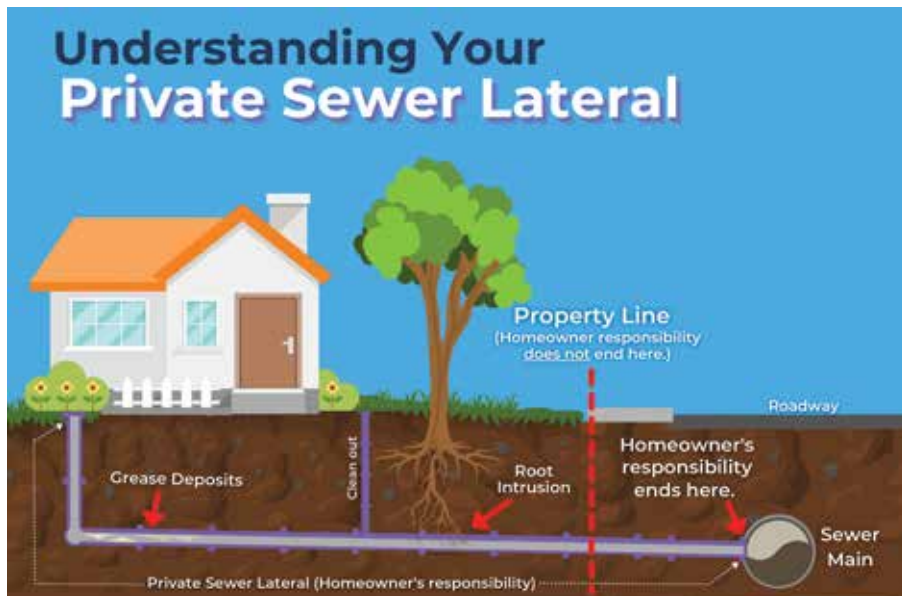 Understanding Your
Private Sewer Lateral
Property Line
(Homeowner responsibility
does not end here.)
Roadway
Homeowner's
responsibility
ends here.
Grease Deposits
Clean out
Root
Intrusion
Sewer
Main
Private Sewer Lateral (Homeowner's responsibility)